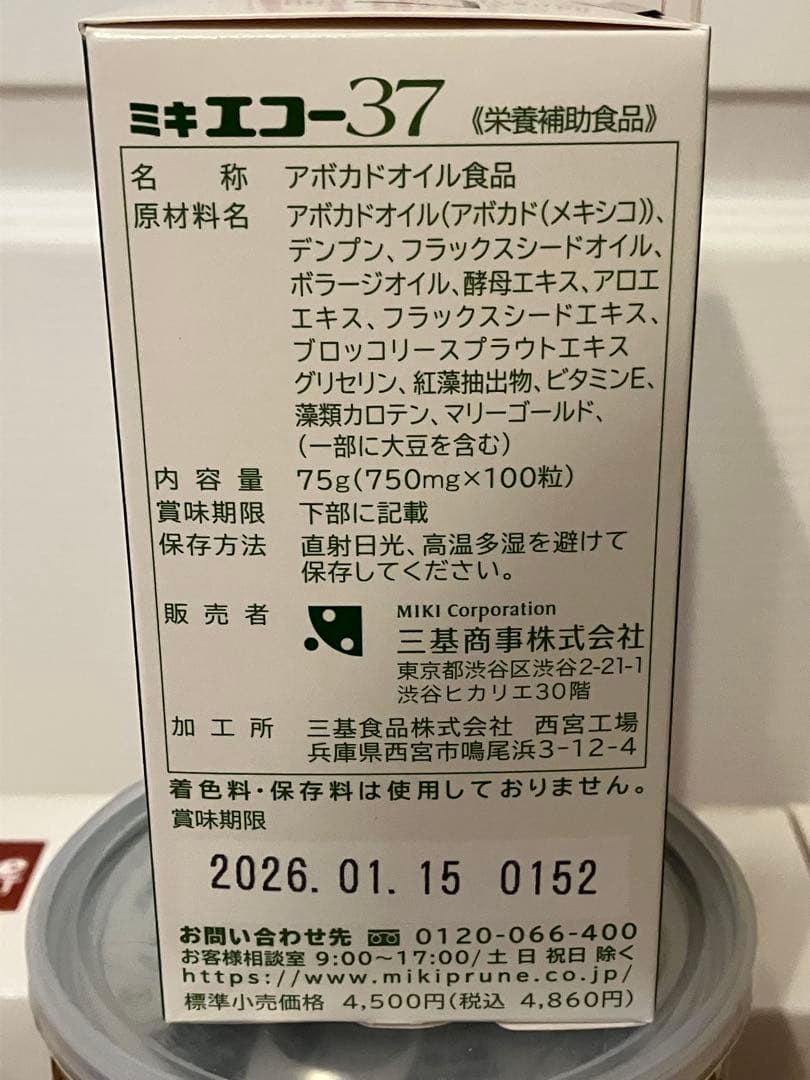 ミキエコー37 《栄養補助食品》
名称 アボカドオイル食品
原材料名 アボカドオイル(アボカド(メキシコ))、
デンプン、フラックスシードオイル、
ボラージオイル、酵母エキス、アロエ
エキス、フラックスシードエキス、
ブロッコリースプラウトエキス
グリセリン、紅藻抽出物、ビタミンE、
藻類カロテン、マリーゴールド、
(一部に大豆を含む)
内容量 75g(750mg×100粒)
賞味期限 下部に記載
保存方法 直射日光、高温多湿を避けて
保存してください。
販売者 MIKI Corporation
三基商事株式会社
東京都渋谷区渋谷2-21-1
渋谷ヒカリエ30階
加工所 三基食品株式会社 西宮工場
兵庫県西宮市鳴尾浜3-12-4
着色料・保存料は使用しておりません。
賞味期限
2026.01.15 0152
お問い合わせ先 0120-066-400
お客様相談室 9:00〜17:00/土 日 祝日 除く
https://www.mikiprune.co.jp/
標準小売価格 4,500円(税込 4,860円)